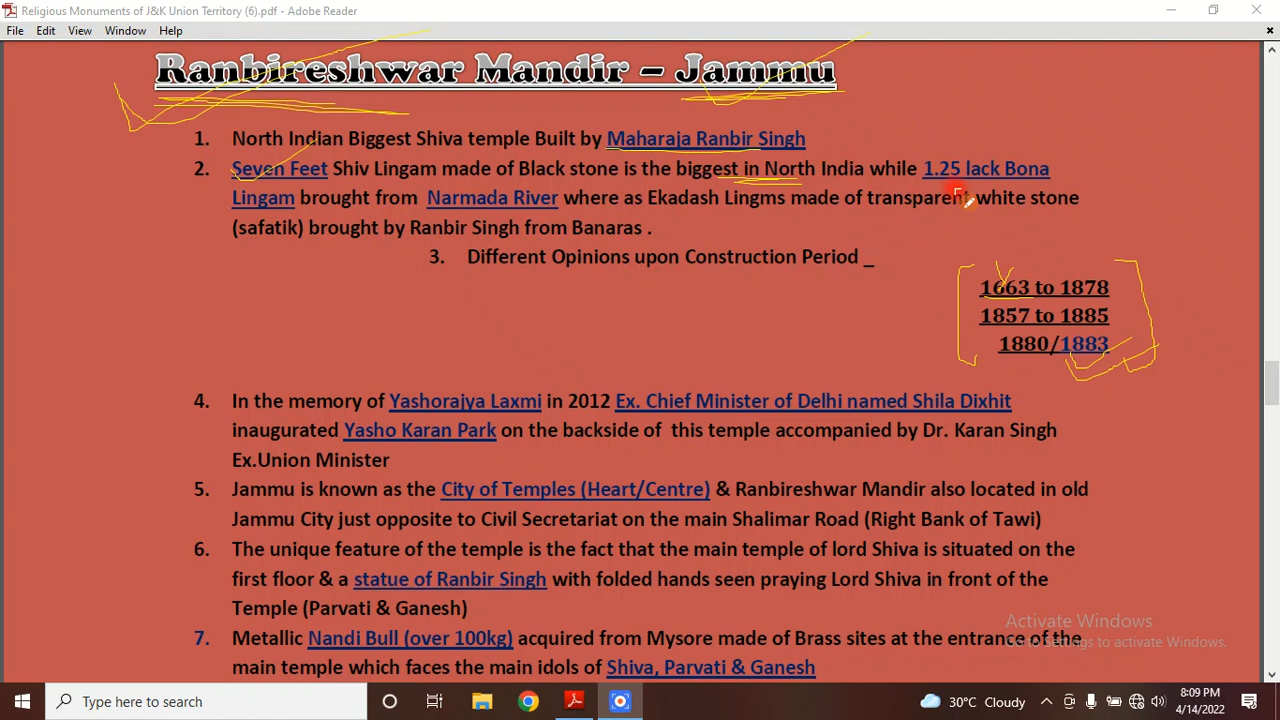 Religious Monuments of J&K Union Territory (6).pdf - Adobe Reader
File Edit View Window Help
Ranbireshwar Mandir – Jammu
1. North Indian Biggest Shiva temple Built by Maharaja Ranbir Singh
2. Seven Feet Shiv Lingam made of Black stone is the biggest in North India while 1.25 lack Bona
Lingam brought from Narmada River where as Ekadash Lingms made of transparent white stone
(safatik) brought by Ranbir Singh from Banaras .
3. Different Opinions upon Construction Period _
1663 to 1878
1857 to 1885
1880/1883
4. In the memory of Yashorajya Laxmi in 2012 Ex. Chief Minister of Delhi named Shila Dixhit
inaugurated Yasho Karan Park on the backside of this temple accompanied by Dr. Karan Singh
Ex.Union Minister
5. Jammu is known as the City of Temples (Heart/Centre) & Ranbireshwar Mandir also located in old
Jammu City just opposite to Civil Secretariat on the main Shalimar Road (Right Bank of Tawi)
6. The unique feature of the temple is the fact that the main temple of lord Shiva is situated on the
first floor & a statue of Ranbir Singh with folded hands seen praying Lord Shiva in front of the
Temple (Parvati & Ganesh)
Activate Windows
7. Metallic Nandi Bull (over 100kg) acquired from Mysore made of Brass sites at the entrance of the
Go to Settings to activate Windows.
main temple which faces the main idols of Shiva, Parvati & Ganesh
Type here to search
30°C Cloudy
8:09 PM
4/14/2022